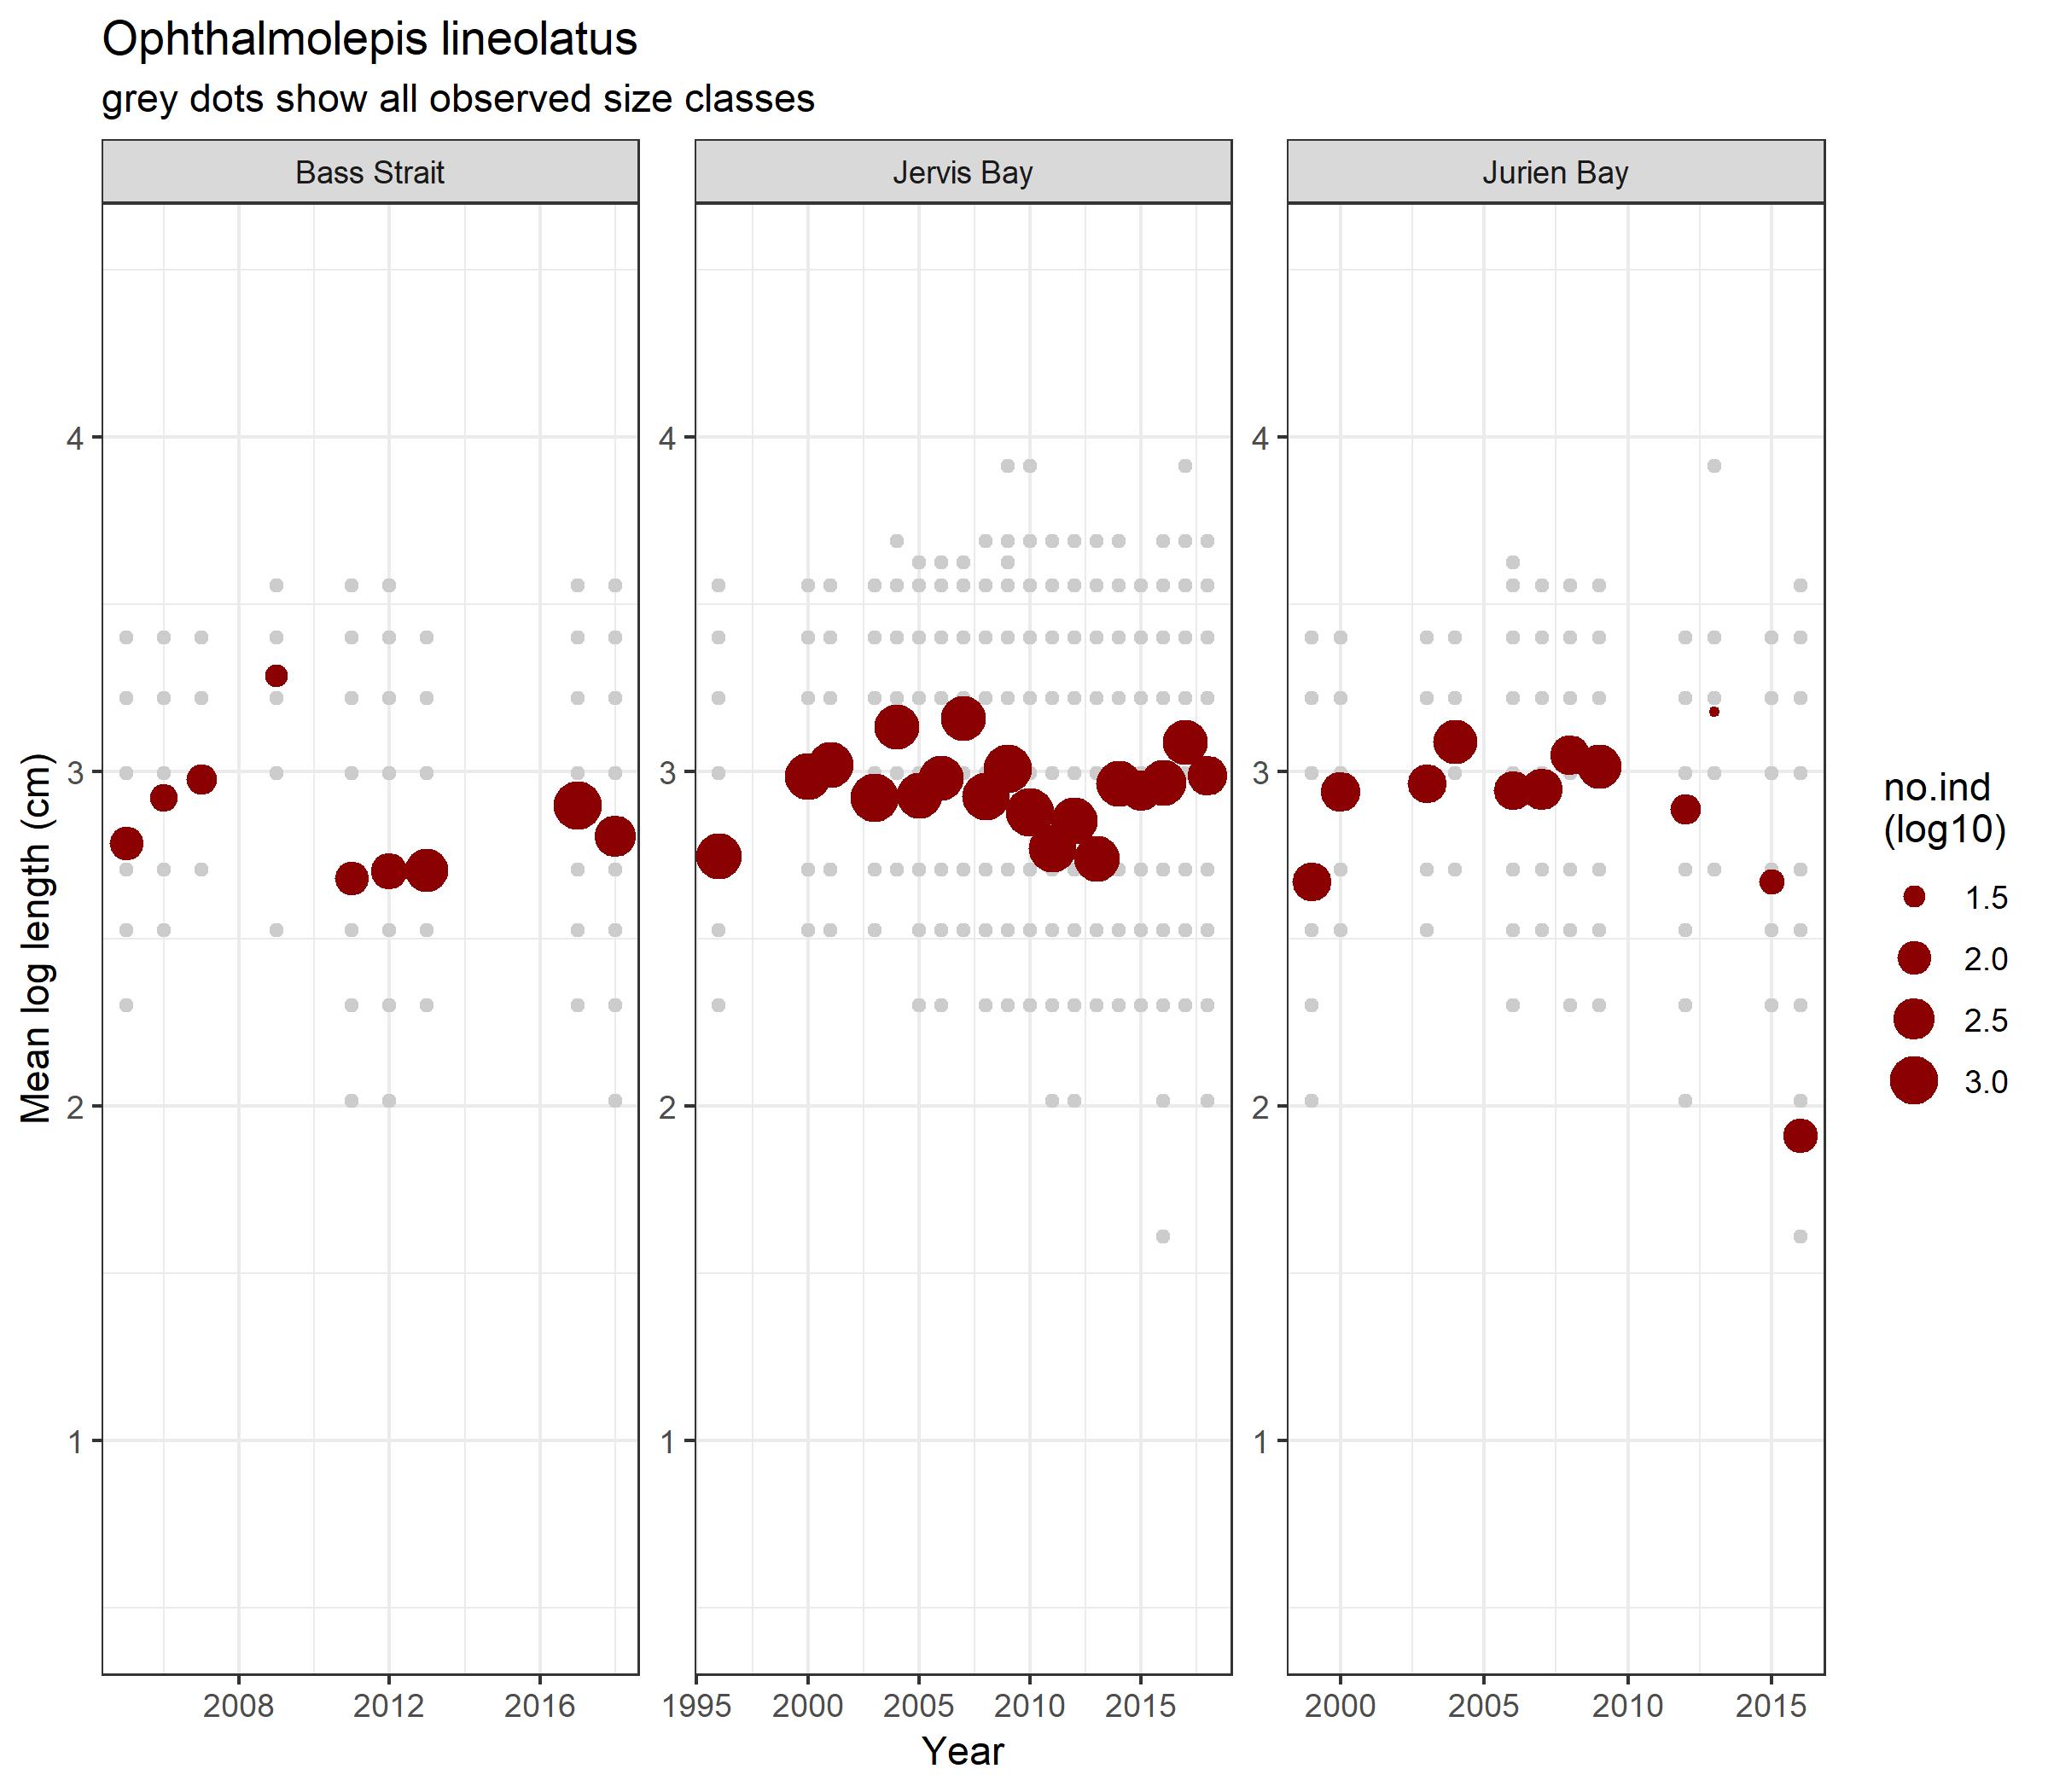 Ophthalmolepis lineolatus
grey dots show all observed size classes
Bass Strait
Jervis Bay
Jurien Bay
Mean log length (cm)
4
3
2
1
4
3
2
1
4
3
2
1
2008 2012 2016
1995 2000 2005 2010 2015
2000 2005 2010 2015
Year
no.ind
(log10)
1.5
2.0
2.5
3.0